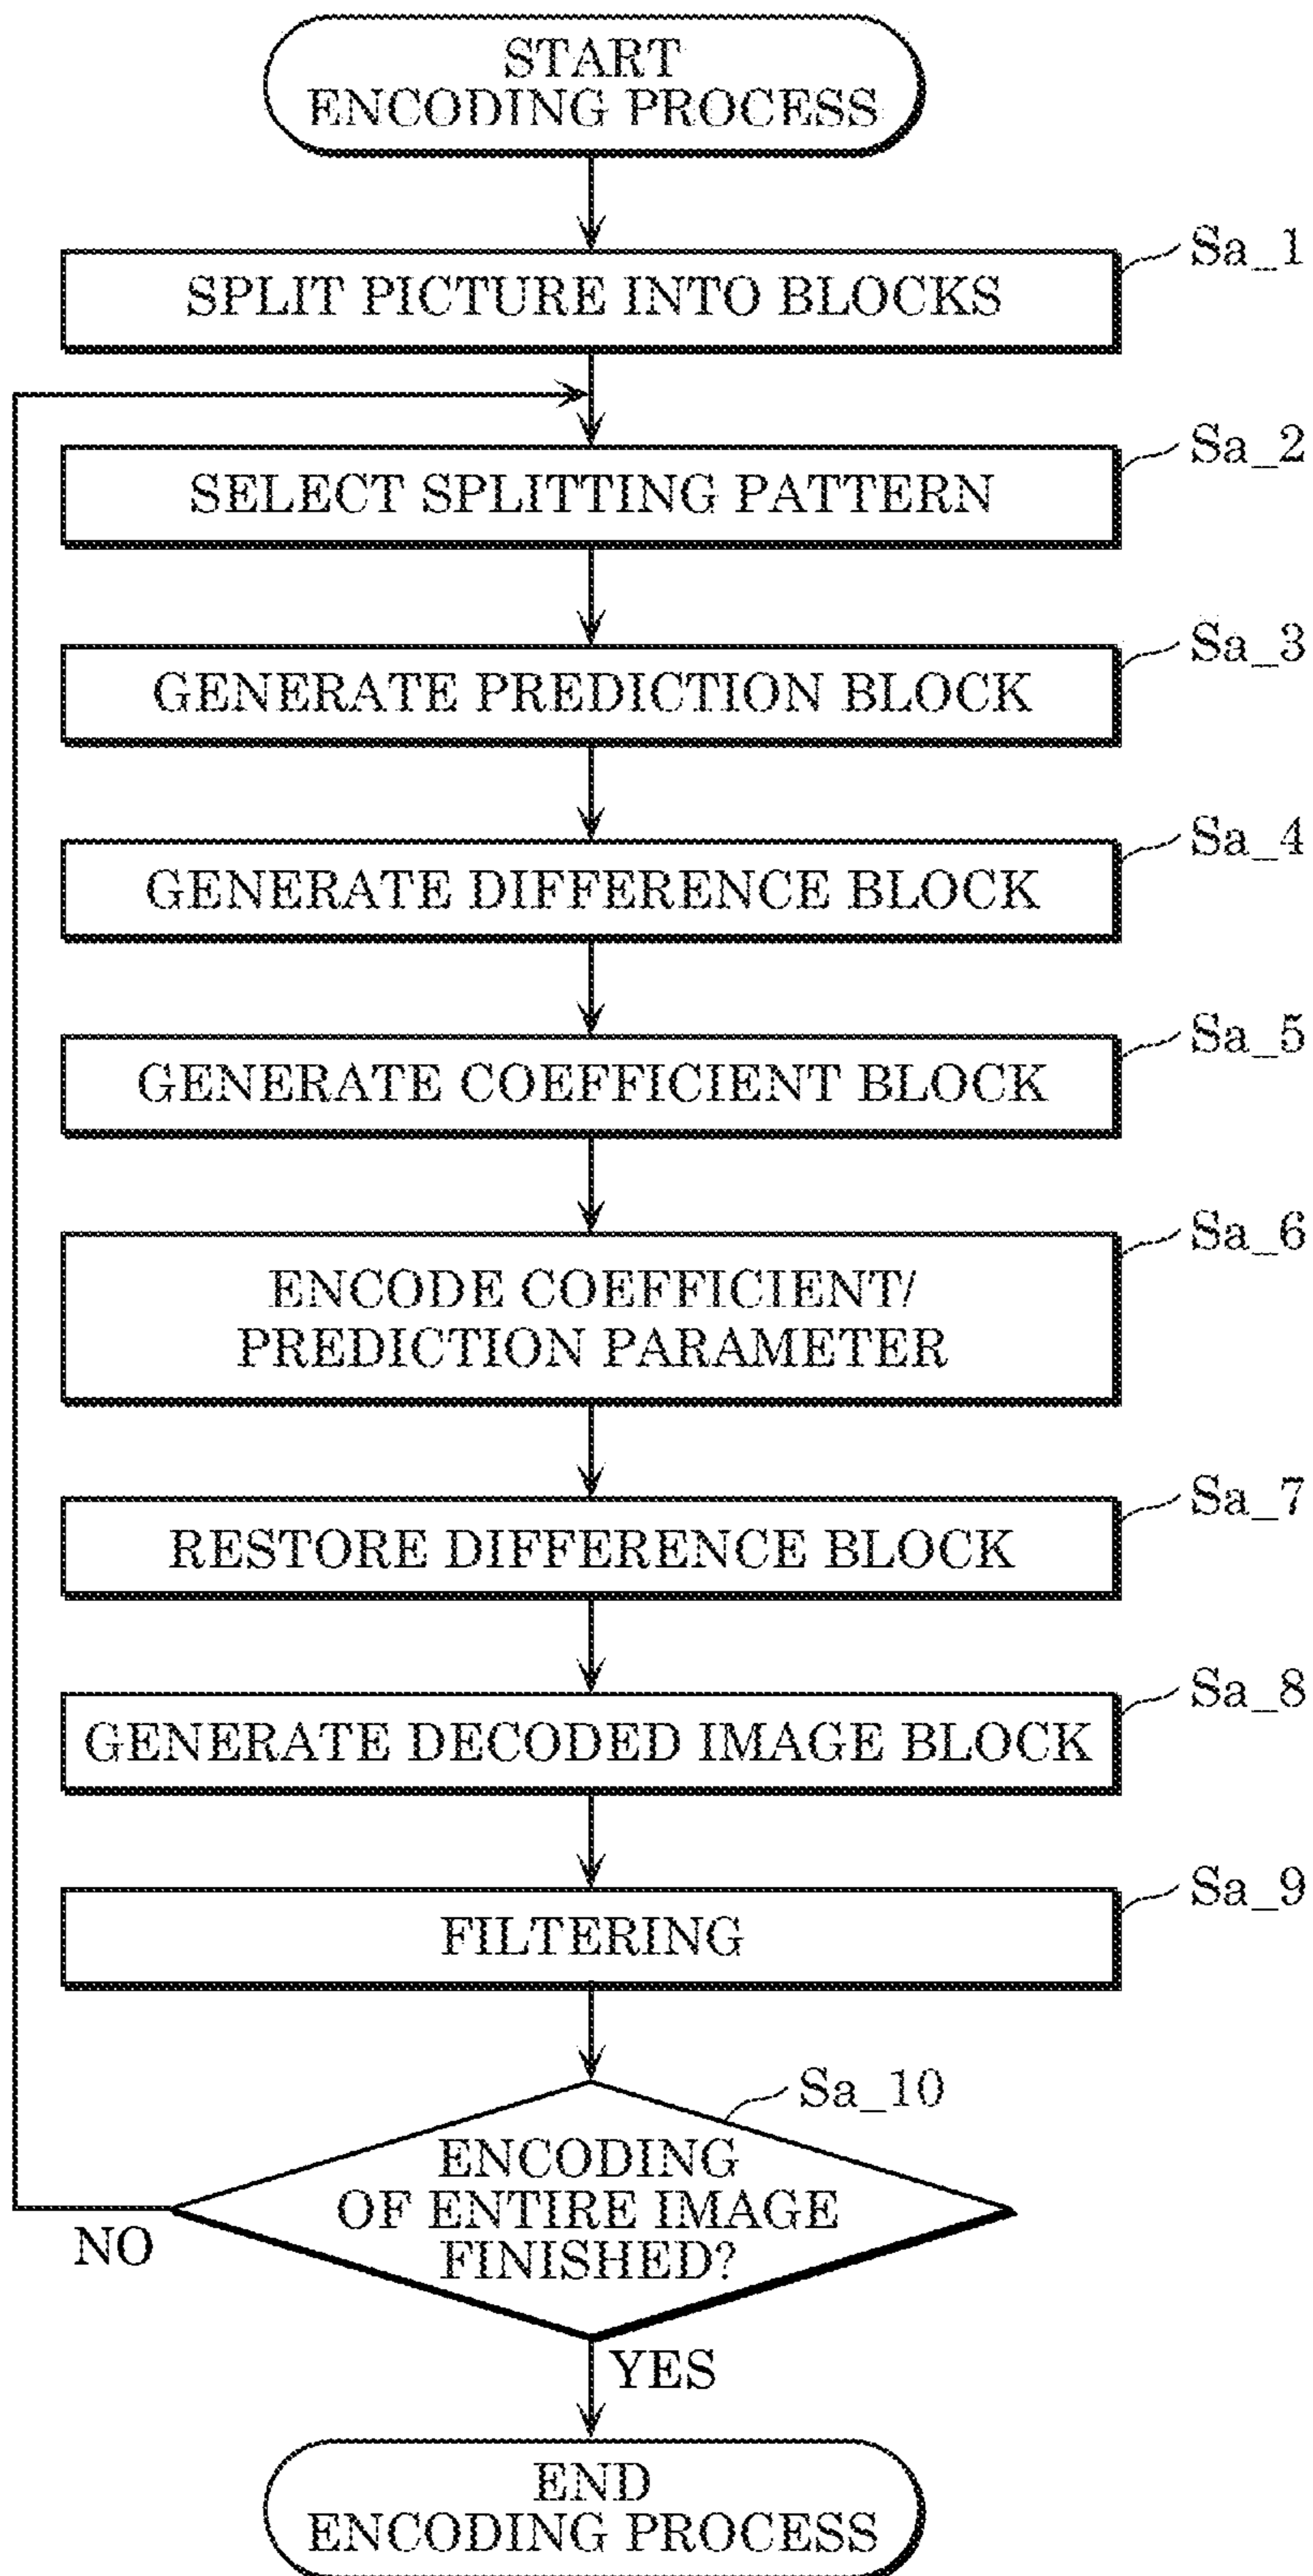 START
ENCODING PROCESS
Sa_1
SPLIT PICTURE INTO BLOCKS
Sa_2
SELECT SPLITTING PATTERN
Sa_3
GENERATE PREDICTION BLOCK
Sa_4
GENERATE DIFFERENCE BLOCK
Sa_5
GENERATE COEFFICIENT BLOCK
Sa_6
ENCODE COEFFICIENT/
PREDICTION PARAMETER
Sa_7
RESTORE DIFFERENCE BLOCK
Sa_8
GENERATE DECODED IMAGE BLOCK
Sa_9
FILTERING
Sa_10
ENCODING
OF ENTIRE IMAGE
FINISHED?
NO
YES
END
ENCODING PROCESS